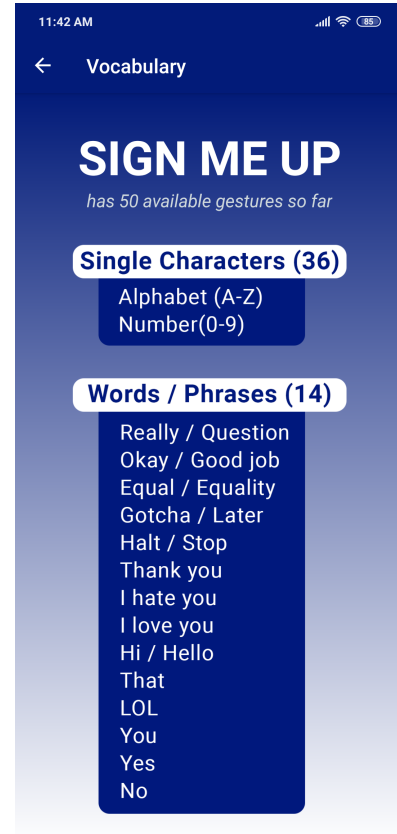 11:42 AM 85
Vocabulary
SIGN ME UP
has 50 available gestures so far
Single Characters (36)
Alphabet (A-Z)
Number(0-9)
Words / Phrases (14)
Really / Question
Okay / Good job
Equal / Equality
Gotcha / Later
Halt / Stop
Thank you
I hate you
I love you
Hi / Hello
That
LOL
You
Yes
No